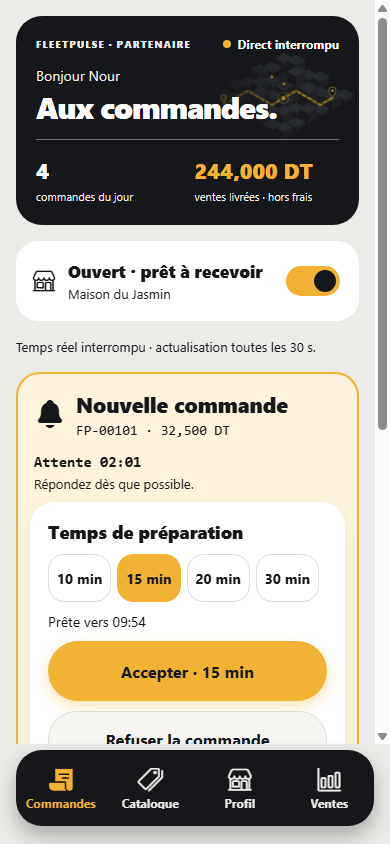 FLEETPULSE · PARTENAIRE
Direct interrompu
Bonjour Nour
Aux commandes.
4
244,000 DT
commandes du jour
ventes livrées · hors frais
Ouvert · prêt à recevoir
Maison du Jasmin
Temps réel interrompu · actualisation toutes les 30 s.
Nouvelle commande
FP-00101 · 32,500 DT
Attente 02:01
Répondez dès que possible.
Temps de préparation
10 min
15 min
20 min
30 min
Prête vers 09:54
Accepter · 15 min
Refuser la commande
Commandes
Catalogue
Profil
Ventes